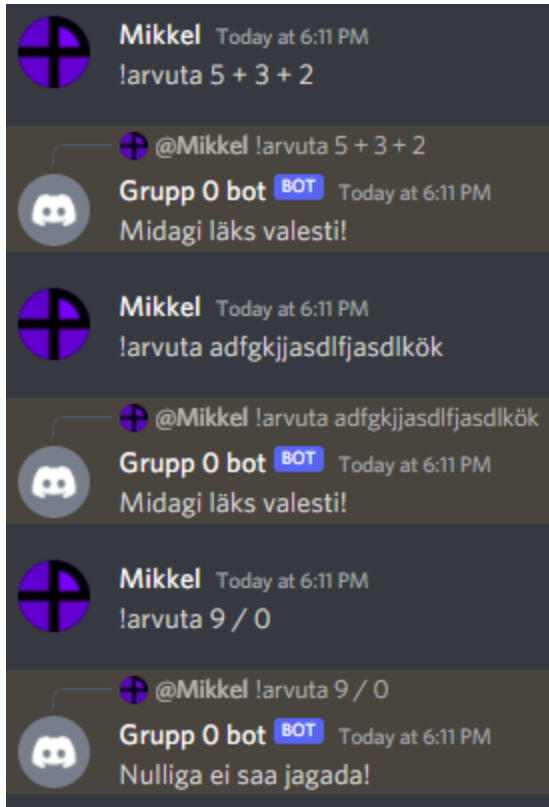 Mikkel Today at 6:11 PM
!arvuta 5 + 3 + 2
@Mikkel !arvuta 5 + 3 + 2
Grupp 0 bot BOT Today at 6:11 PM
Midagi läks valesti!
Mikkel Today at 6:11 PM
!arvuta adfgkjjasdlfjasdlkök
@Mikkel !arvuta adfgkjjasdlfjasdlkök
Grupp 0 bot BOT Today at 6:11 PM
Midagi läks valesti!
Mikkel Today at 6:11 PM
!arvuta 9 / 0
@Mikkel !arvuta 9 / 0
Grupp 0 bot BOT Today at 6:11 PM
Nulliga ei saa jagada!